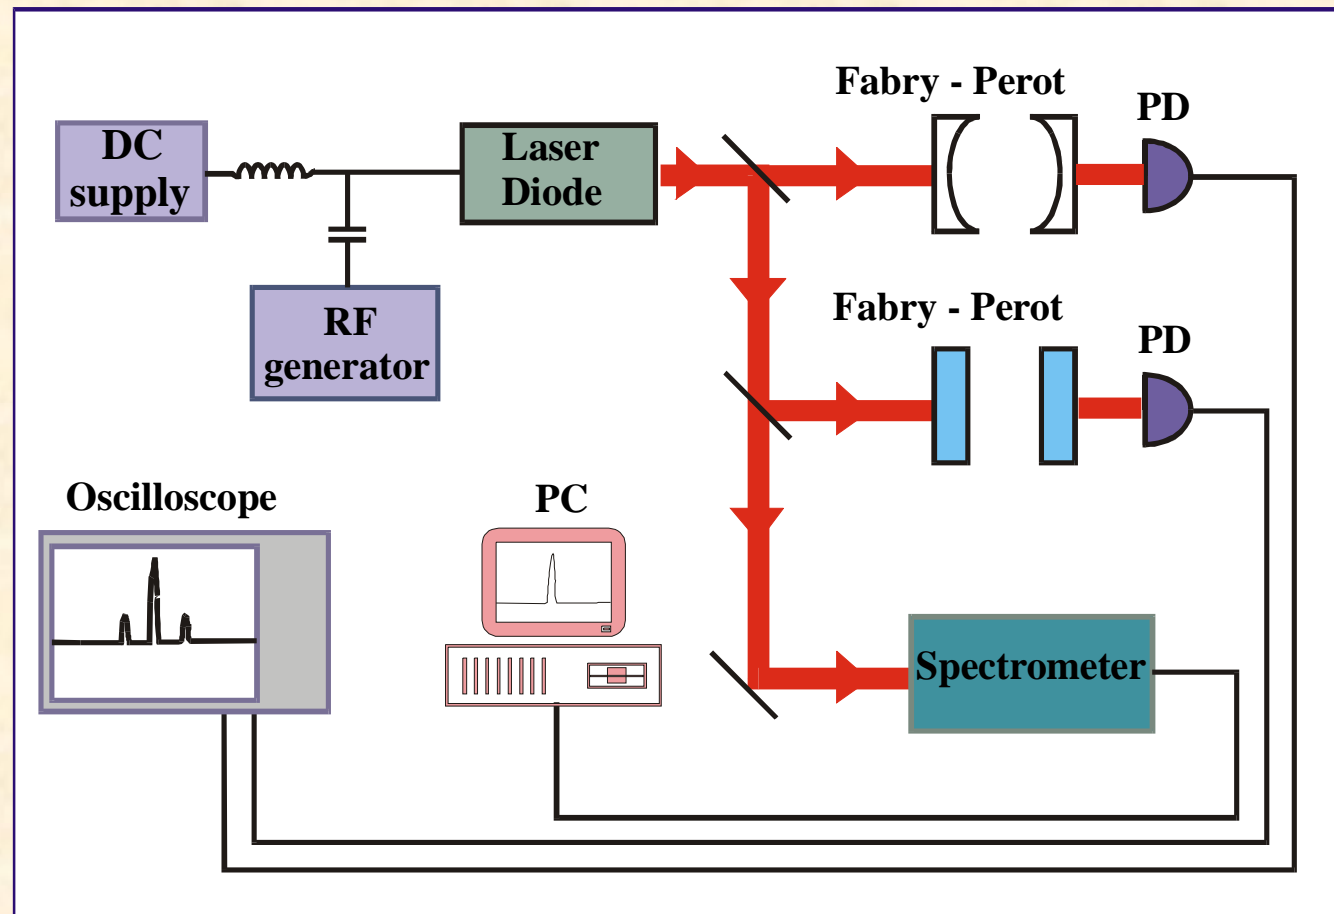 Fabry - Perot
PD
DC
supply
Laser
Diode
RF
generator
Fabry - Perot
PD
Oscilloscope
PC
Spectrometer